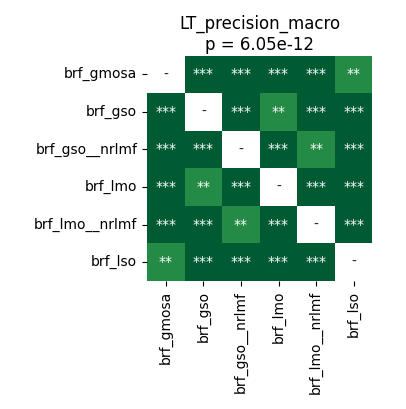 LT_precision_macro
p = 6.05e-12
brf_gmosa - *** *** *** *** **
brf_gso *** - *** ** *** ***
brf_gso__nrlmf *** *** - *** ** ***
brf_lmo *** ** *** - *** ***
brf_lmo__nrlmf *** *** ** *** - ***
brf_lso ** *** *** *** *** -
brf_gmosa
brf_gso
brf_gso__nrlmf
brf_lmo
brf_lmo__nrlmf
brf_lso